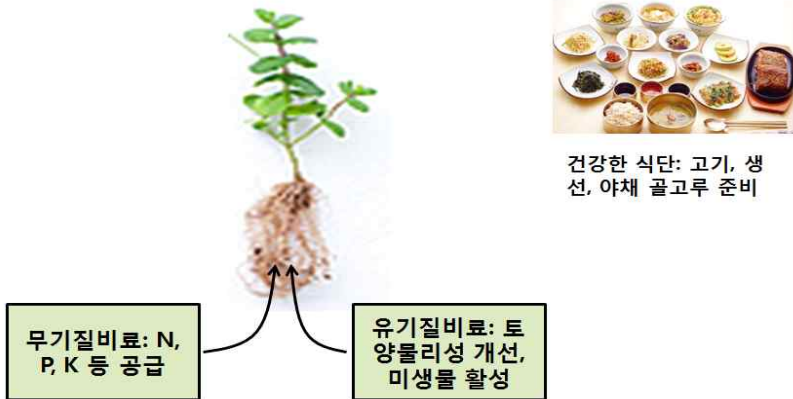 건강한 식단: 고기, 생
선, 야채 골고루 준비
무기질비료: N,
P, K 등 공급
유기질비료: 토
양물리성 개선,
미생물 활성